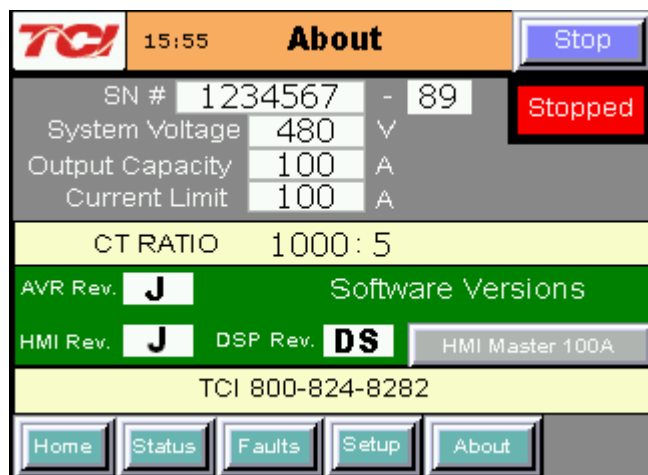 TCI 15:55 About Stop
SN # 1234567 - 89 Stopped
System Voltage 480 V
Output Capacity 100 A
Current Limit 100 A
CT RATIO 1000:5
AVR Rev. J Software Versions
HMI Rev. J DSP Rev. DS HMI Master 100A
TCI 800-824-8282
Home Status Faults Setup About